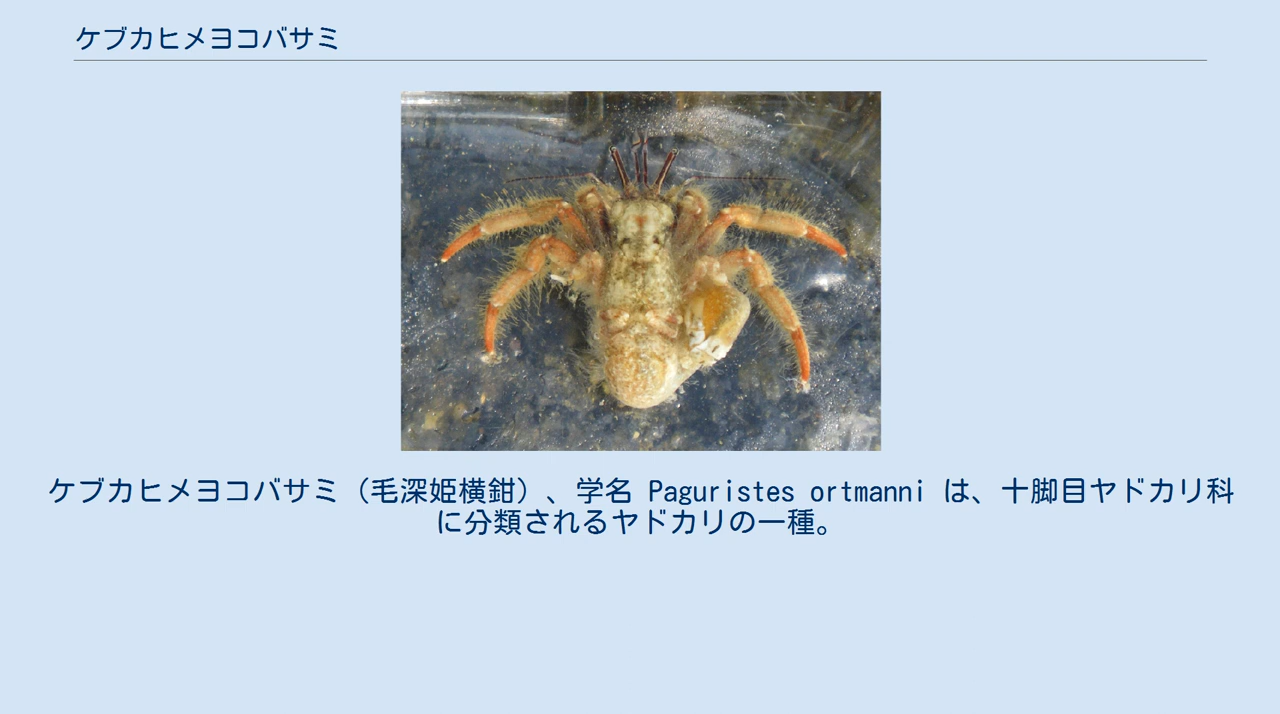 ケブカヒメヨコバサミ
ケブカヒメヨコバサミ（毛深姫横鉗）、学名 Paguristes ortmanni は、十脚目ヤドカリ科
に分類されるヤドカリの一種。